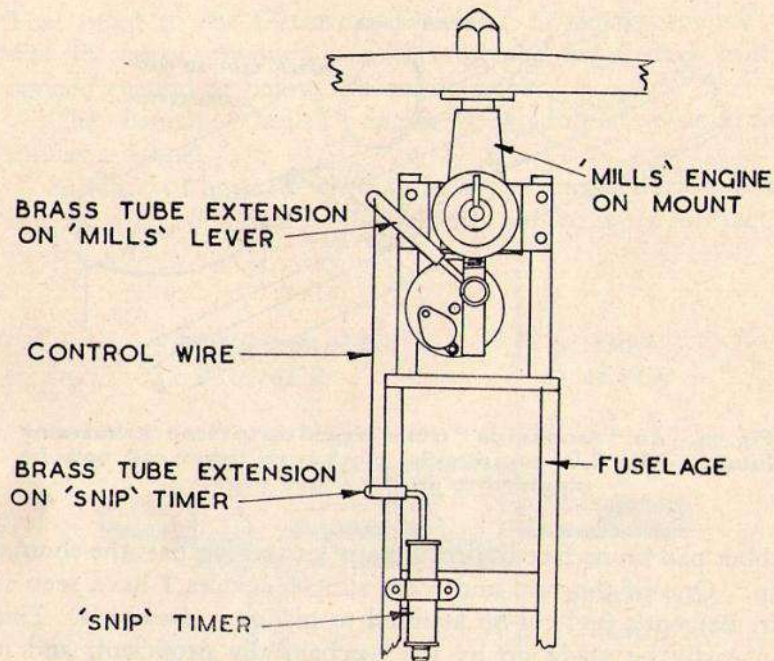 'MILLS' ENGINE
ON MOUNT
BRASS TUBE EXTENSION
ON 'MILLS' LEVER
CONTROL WIRE
BRASS TUBE EXTENSION
ON 'SNIP' TIMER
FUSELAGE
'SNIP' TIMER